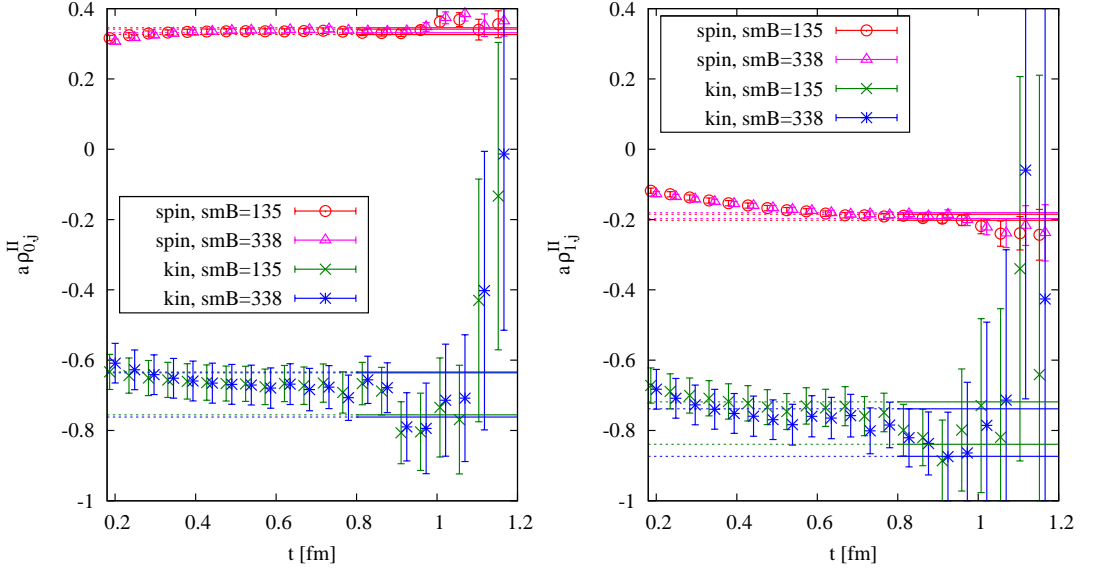 0.4
0.2
0
-0.2
-0.4
-0.6
-0.8
-1
0.2 0.4 0.6 0.8 1 1.2
a ρ^{II}_{0,j}
t [fm]
spin, smB=135
spin, smB=338
kin, smB=135
kin, smB=338
0.4
0.2
0
-0.2
-0.4
-0.6
-0.8
-1
0.2 0.4 0.6 0.8 1 1.2
a ρ^{II}_{1,j}
t [fm]
spin, smB=135
spin, smB=338
kin, smB=135
kin, smB=338